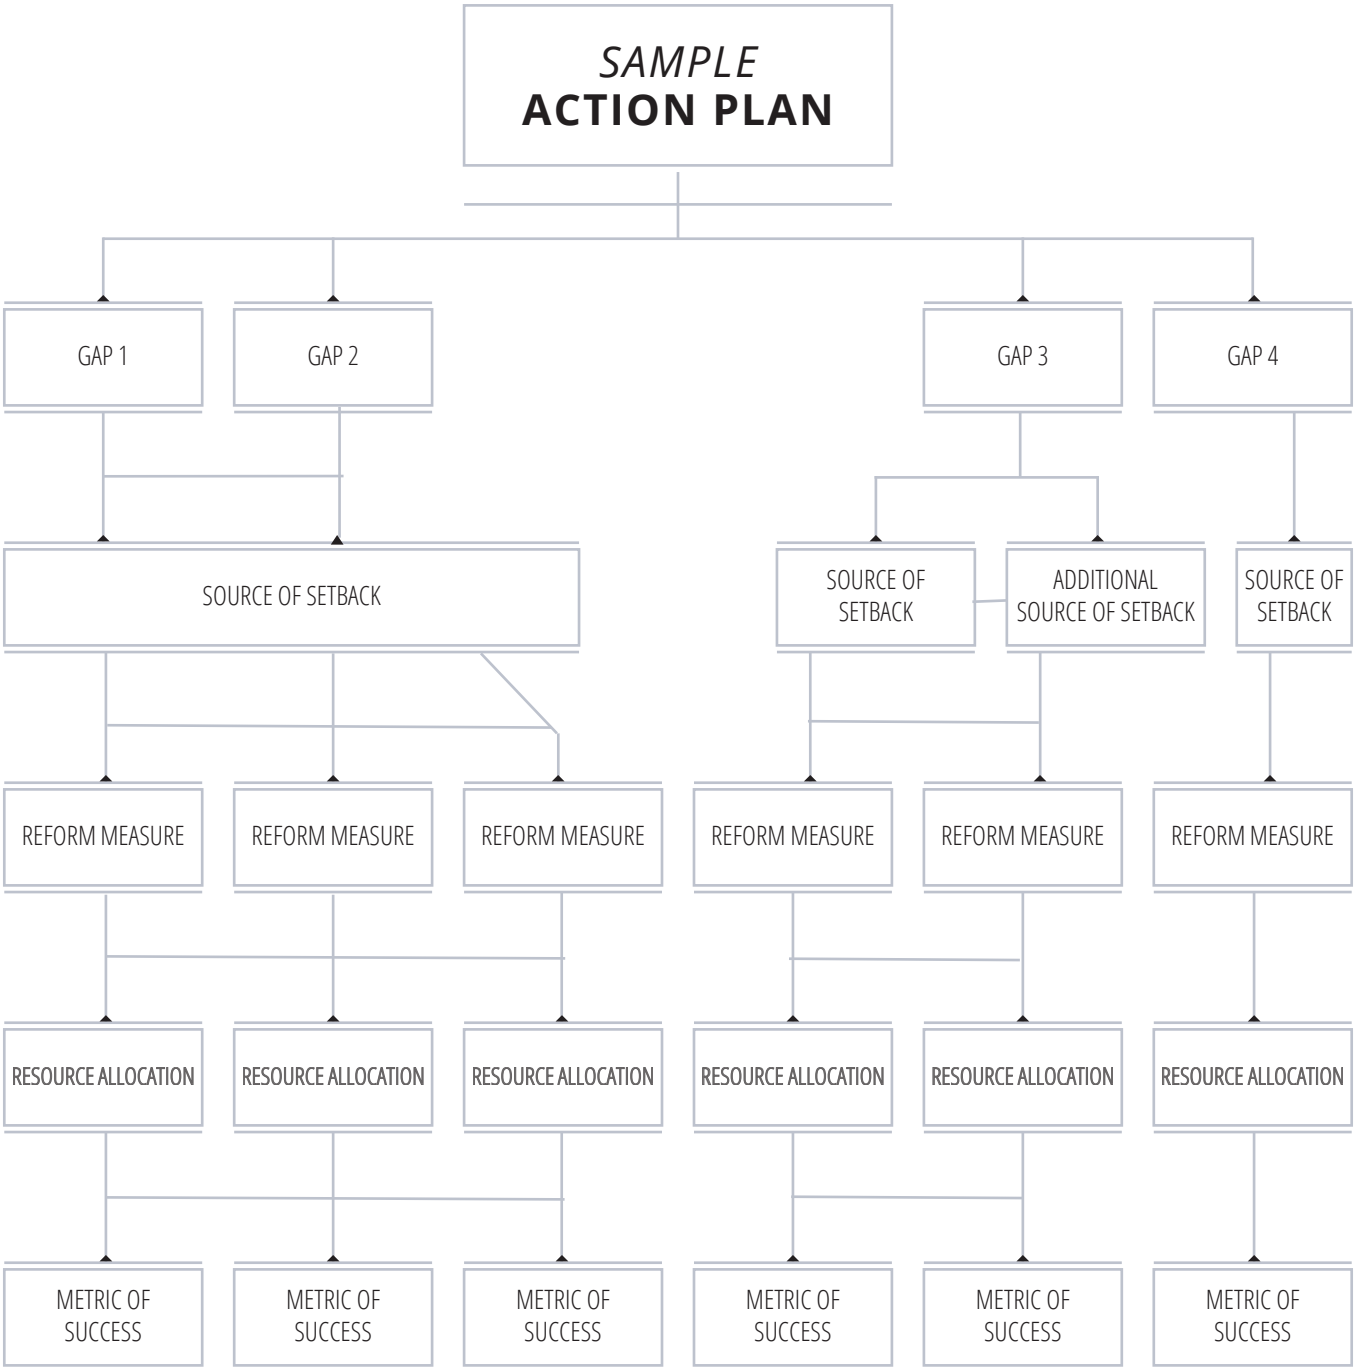 SAMPLE
ACTION PLAN
GAP 1
GAP 2
GAP 3
GAP 4
SOURCE OF SETBACK
SOURCE OF
SETBACK
ADDITIONAL
SOURCE OF SETBACK
SOURCE OF
SETBACK
REFORM MEASURE
REFORM MEASURE
REFORM MEASURE
REFORM MEASURE
REFORM MEASURE
REFORM MEASURE
RESOURCE ALLOCATION
RESOURCE ALLOCATION
RESOURCE ALLOCATION
RESOURCE ALLOCATION
RESOURCE ALLOCATION
RESOURCE ALLOCATION
METRIC OF
SUCCESS
METRIC OF
SUCCESS
METRIC OF
SUCCESS
METRIC OF
SUCCESS
METRIC OF
SUCCESS
METRIC OF
SUCCESS